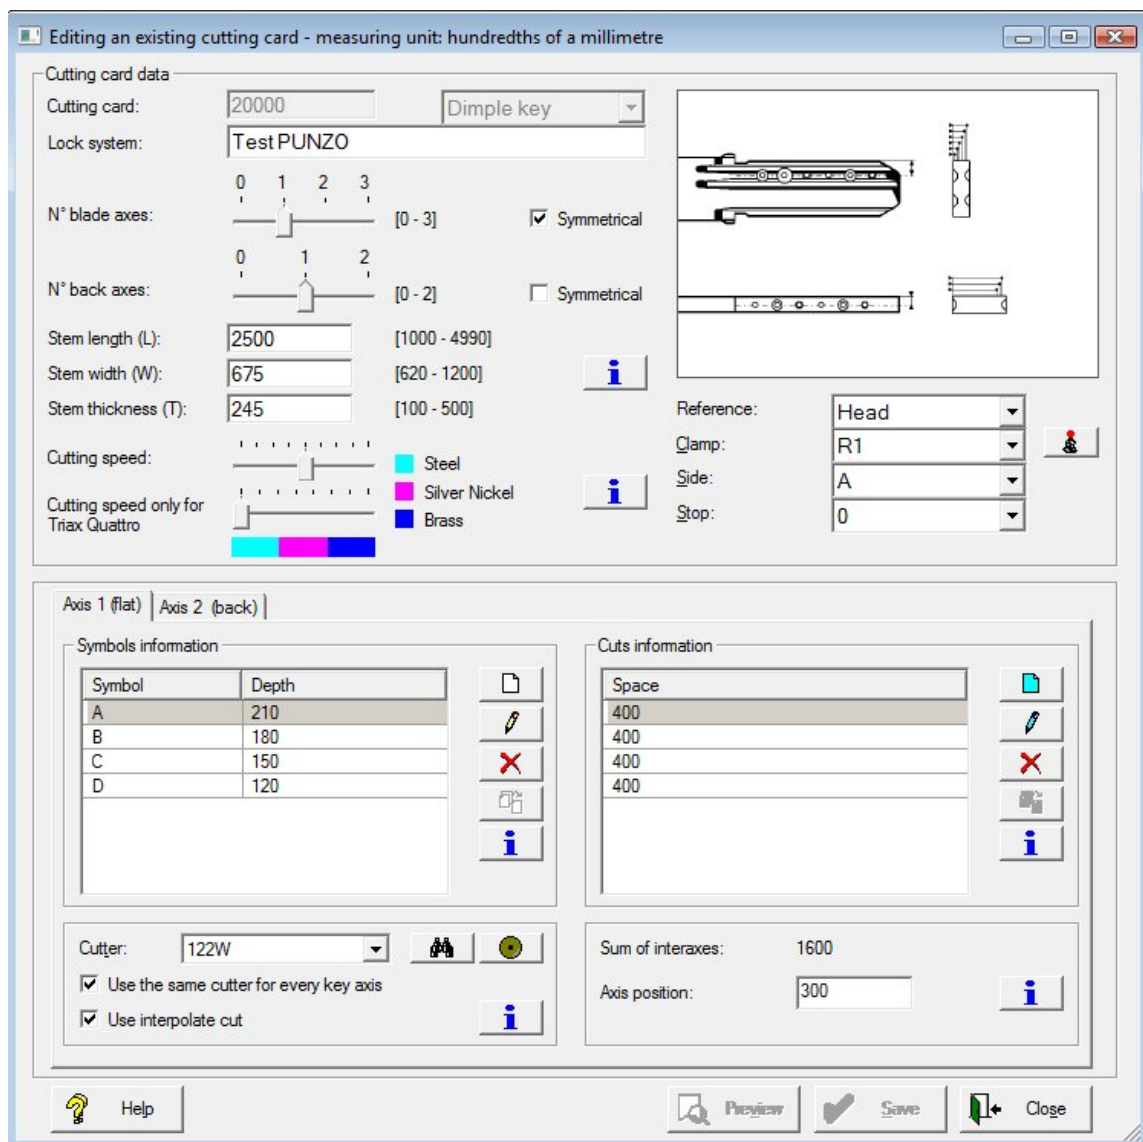 Editing an existing cutting card - measuring unit: hundredths of a millimetre
Cutting card data
Cutting card: 20000 Dimple key
Lock system: Test PUNZO
0 1 2 3
N° blade axes: [0 - 3] Symmetrical
0 1 2
N° back axes: [0 - 2] Symmetrical
Stem length (L): 2500 [1000 - 4990]
Stem width (W): 675 [620 - 1200]
Stem thickness (T): 245 [100 - 500]
Reference: Head
Clamp: R1
Side: A
Stop: 0
Cutting speed: Steel
Silver Nickel
Cutting speed only for
Triax Quattro
Brass
Axis 1 (flat) Axis 2 (back)
Symbols information
Symbol Depth
A 210
B 180
C 150
D 120
Cuts information
Space
400
400
400
400
Cutter: 122W
Use the same cutter for every key axis
Use interpolate cut
Sum of interaxes: 1600
Axis position: 300
Help Preview Save Close